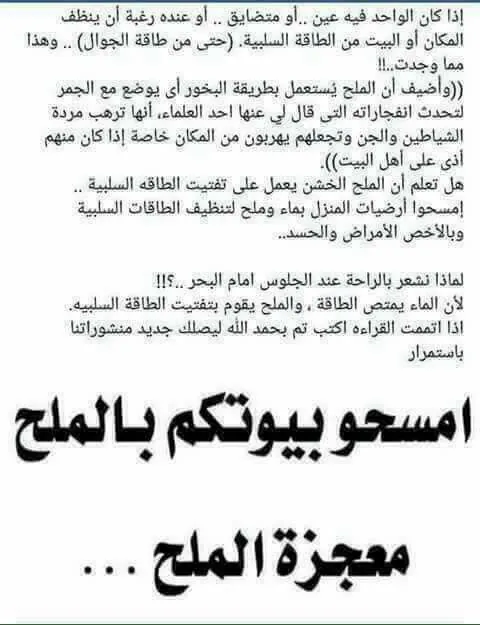 إذا كان الواحد فيه عين ..أو متضايق .. أو عنده رغبة أن ينظف
المكان أو البيت من الطاقة السلبية. (حتى من طاقة الجوال) .. وهذا
مما وجدت..!!
((وأضيف أن الملح يُستعمل بطريقة البخور أى يوضع مع الجمر
لتحدث انفجاراته التى قال لي عنها احد العلماء، أنها ترهب مردة
الشياطين والجن وتجعلهم يهربون من المكان خاصة إذا كان منهم
أذى على أهل البيت)).
هل تعلم أن الملح الخشن يعمل على تفتيت الطاقه السلبية ..
إمسحوا أرضيات المنزل بماء وملح لتنظيف الطاقات السلبية
وبالأخص الأمراض والحسد..
لماذا نشعر بالراحة عند الجلوس امام البحر ..؟!!
لأن الماء يمتص الطاقة ، والملح يقوم بتفتيت الطاقة السلبيه.
اذا اتممت القراءه اكتب تم بحمد الله ليصلك جديد منشوراتنا
باستمرار
امسحو بيوتكم بالملح
معجزة الملح ...